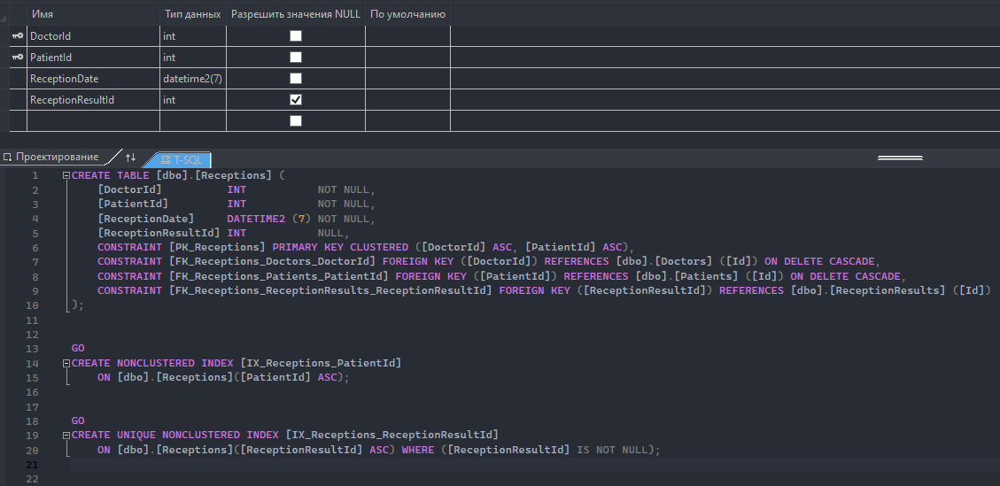 Имя Тип данных Разрешить значения NULL По умолчанию
DoctorId int
PatientId int
ReceptionDate datetime2(7)
ReceptionResultId int
Проектирование T-SQL
1 CREATE TABLE [dbo].[Receptions] (
2 [DoctorId] INT NOT NULL,
3 [PatientId] INT NOT NULL,
4 [ReceptionDate] DATETIME2 (7) NOT NULL,
5 [ReceptionResultId] INT NULL,
6 CONSTRAINT [PK_Receptions] PRIMARY KEY CLUSTERED ([DoctorId] ASC, [PatientId] ASC),
7 CONSTRAINT [FK_Receptions_Doctors_DoctorId] FOREIGN KEY ([DoctorId]) REFERENCES [dbo].[Doctors] ([Id]) ON DELETE CASCADE,
8 CONSTRAINT [FK_Receptions_Patients_PatientId] FOREIGN KEY ([PatientId]) REFERENCES [dbo].[Patients] ([Id]) ON DELETE CASCADE,
9 CONSTRAINT [FK_Receptions_ReceptionResults_ReceptionResultId] FOREIGN KEY ([ReceptionResultId]) REFERENCES [dbo].[ReceptionResults] ([Id])
10 );
11
12
13 GO
14 CREATE NONCLUSTERED INDEX [IX_Receptions_PatientId]
15 ON [dbo].[Receptions]([PatientId] ASC);
16
17
18 GO
19 CREATE UNIQUE NONCLUSTERED INDEX [IX_Receptions_ReceptionResultId]
20 ON [dbo].[Receptions]([ReceptionResultId] ASC) WHERE ([ReceptionResultId] IS NOT NULL);
21
22